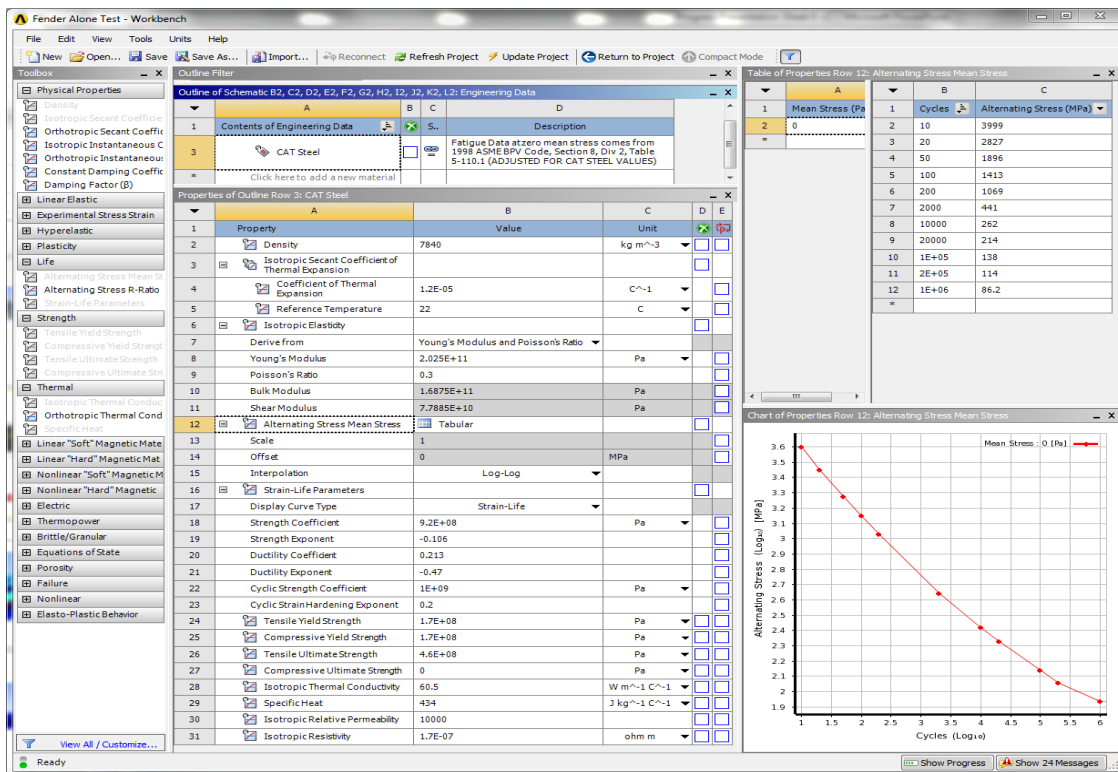 Fender Alone Test - Workbench
File Edit View Tools Units Help
New Open... Save Save As... Import... Reconnect Refresh Project Update Project Return to Project Compact Mode
Toolbox
Physical Properties
Density
Isotropic Secant Coefficie
Orthotropic Secant Coeffic
Isotropic Instantaneous C
Orthotropic Instantaneou:
Constant Damping Coeffic
Damping Factor (β)
Linear Elastic
Experimental Stress Strain
Hyperelastic
Plasticity
Life
Alternating Stress Mean St
Alternating Stress R-Ratio
Strain-Life Parameters
Strength
Tensile Yield Strength
Compressive Yield Strengt
Tensile Ultimate Strength
Compressive Ultimate Stn
Thermal
Isotropic Thermal Conduc
Orthotropic Thermal Cond
Specific Heat
Linear "Soft" Magnetic Mate
Linear "Hard" Magnetic Mat
Nonlinear "Soft" Magnetic M
Nonlinear "Hard" Magnetic
Electric
Thermopower
Brittle/Granular
Equations of State
Porosity
Failure
Nonlinear
Elasto-Plastic Behavior
View All / Customize...
Outline Filter
Outline of Schematic B2, C2, D2, E2, F2, G2, H2, I2, J2, K2, L2: Engineering Data
A B C D
1 Contents of Engineering Data S.. Description
3 CAT Steel Fatigue Data atzero mean stress comes from
1998 ASME BPV Code, Section 8, Div 2, Table
5-110.1 (ADJUSTED FOR CAT STEEL VALUES)
* Click here to add a new material
Properties of Outline Row 3: CAT Steel
A B C D E
1 Property Value Unit
2 Density 7840 kg m^-3
3 Isotropic Secant Coefficient of
Thermal Expansion
4 Coefficient of Thermal
Expansion 1.2E-05 C^-1
5 Reference Temperature 22 C
6 Isotropic Elasticity
7 Derive from Young's Modulus and Poisson's Ratio
8 Young's Modulus 2.025E+11 Pa
9 Poisson's Ratio 0.3
10 Bulk Modulus 1.6875E+11 Pa
11 Shear Modulus 7.7885E+10 Pa
12 Alternating Stress Mean Stress Tabular
13 Scale 1
14 Offset 0 MPa
15 Interpolation Log-Log
16 Strain-Life Parameters
17 Display Curve Type Strain-Life
18 Strength Coefficient 9.2E+08 Pa
19 Strength Exponent -0.106
20 Ductility Coefficient 0.213
21 Ductility Exponent -0.47
22 Cyclic Strength Coefficient 1E+09 Pa
23 Cyclic Strain Hardening Exponent 0.2
24 Tensile Yield Strength 1.7E+08 Pa
25 Compressive Yield Strength 1.7E+08 Pa
26 Tensile Ultimate Strength 4.6E+08 Pa
27 Compressive Ultimate Strength 0 Pa
28 Isotropic Thermal Conductivity 60.5 W m^-1 C^-1
29 Specific Heat 434 J kg^-1 C^-1
30 Isotropic Relative Permeability 10000
31 Isotropic Resistivity 1.7E-07 ohm m
Table of Properties Row 12: Alternating Stress Mean Stress
A
1 Mean Stress (Pa
2 0
*
B C
1 Cycles Alternating Stress (MPa)
2 10 3999
3 20 2827
4 50 1896
5 100 1413
6 200 1069
7 2000 441
8 10000 262
9 20000 214
10 1E+05 138
11 2E+05 114
12 1E+06 86.2
*
Chart of Properties Row 12: Alternating Stress Mean Stress
Mean Stress : 0 [Pa]
Alternating Stress (Log₁₀) [MPa]
3.6
3.5
3.4
3.3
3.2
3.1
3
2.9
2.8
2.7
2.6
2.5
2.4
2.3
2.2
2.1
2
1.9
1 1.5 2 2.5 3 3.5 4 4.5 5 5.5 6
Cycles (Log₁₀)
Ready
Show Progress Show 24 Messages